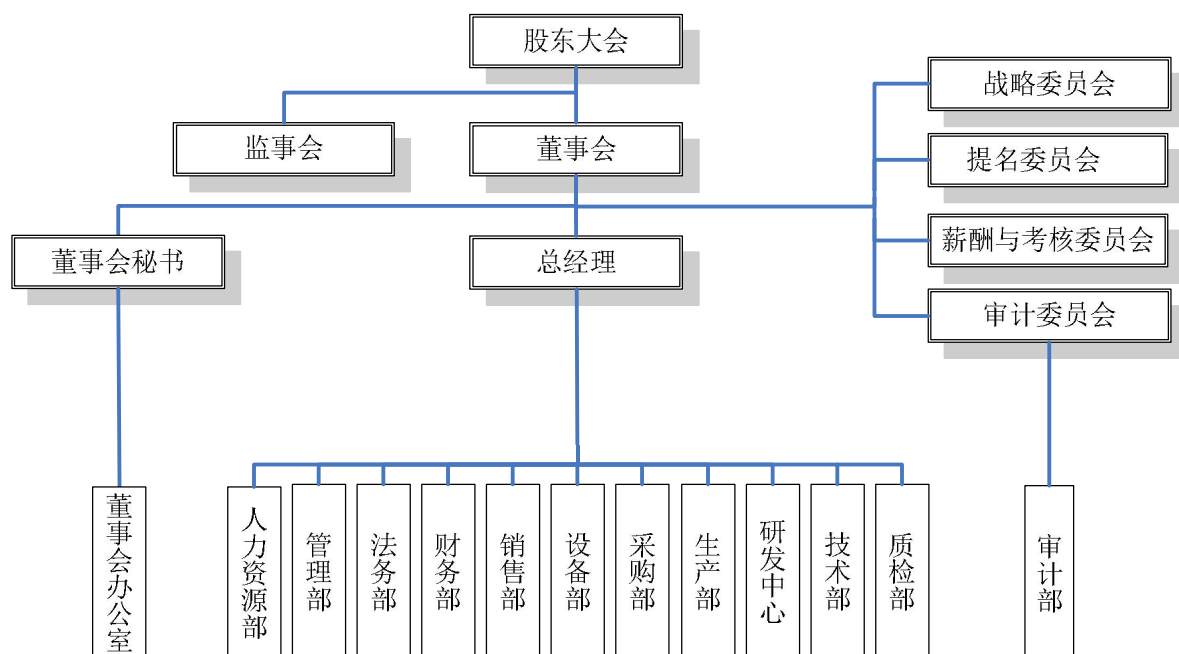 股东大会
战略委员会
监事会
董事会
提名委员会
董事会秘书
总经理
薪酬与考核委员会
审计委员会
董事会办公室
人力资源部
管理部
法务部
财务部
销售部
设备部
采购部
生产部
研发中心
技术部
质检部
审计部